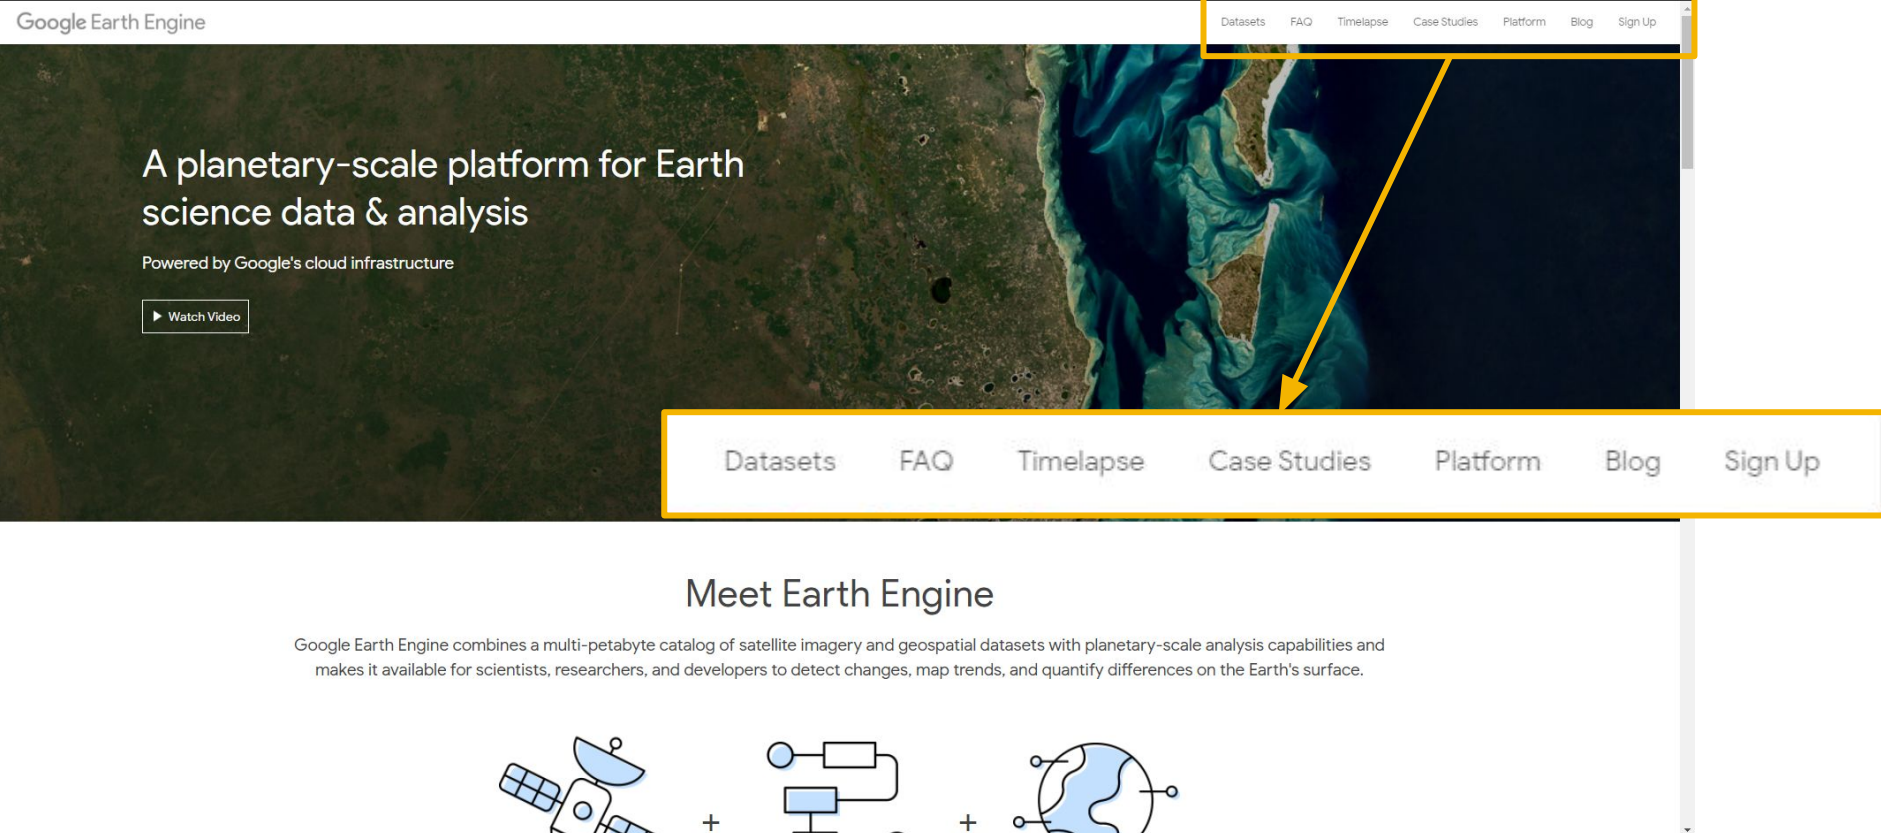 Google Earth Engine
Datasets FAQ Timelapse Case Studies Platform Blog Sign Up
A planetary-scale platform for Earth
science data & analysis
Powered by Google's cloud infrastructure
Watch Video
Datasets FAQ Timelapse Case Studies Platform Blog Sign Up
Meet Earth Engine
Google Earth Engine combines a multi-petabyte catalog of satellite imagery and geospatial datasets with planetary-scale analysis capabilities and
makes it available for scientists, researchers, and developers to detect changes, map trends, and quantify differences on the Earth's surface.
+ +